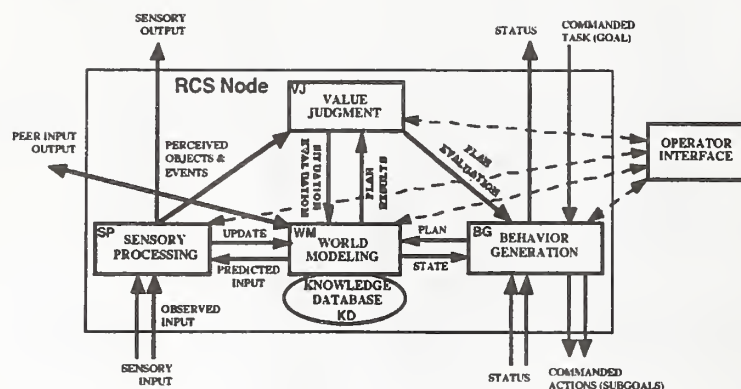 SENSORY
OUTPUT
STATUS
COMMANDED
TASK (GOAL)
RCS Node
VJ
VALUE
JUDGMENT
PEER INPUT
OUTPUT
PERCEIVED
OBJECTS &
EVENTS
SITUATION
EVALUATION
PLAN
RESULTS
PLAN
EVALUATION
OPERATOR
INTERFACE
SP
SENSORY
PROCESSING
UPDATE
PREDICTED
INPUT
WM
WORLD
MODELING
KNOWLEDGE
DATABASE
KD
PLAN
STATE
BG
BEHAVIOR
GENERATION
OBSERVED
INPUT
SENSORY
INPUT
STATUS
COMMANDED
ACTIONS (SUBGOALS)